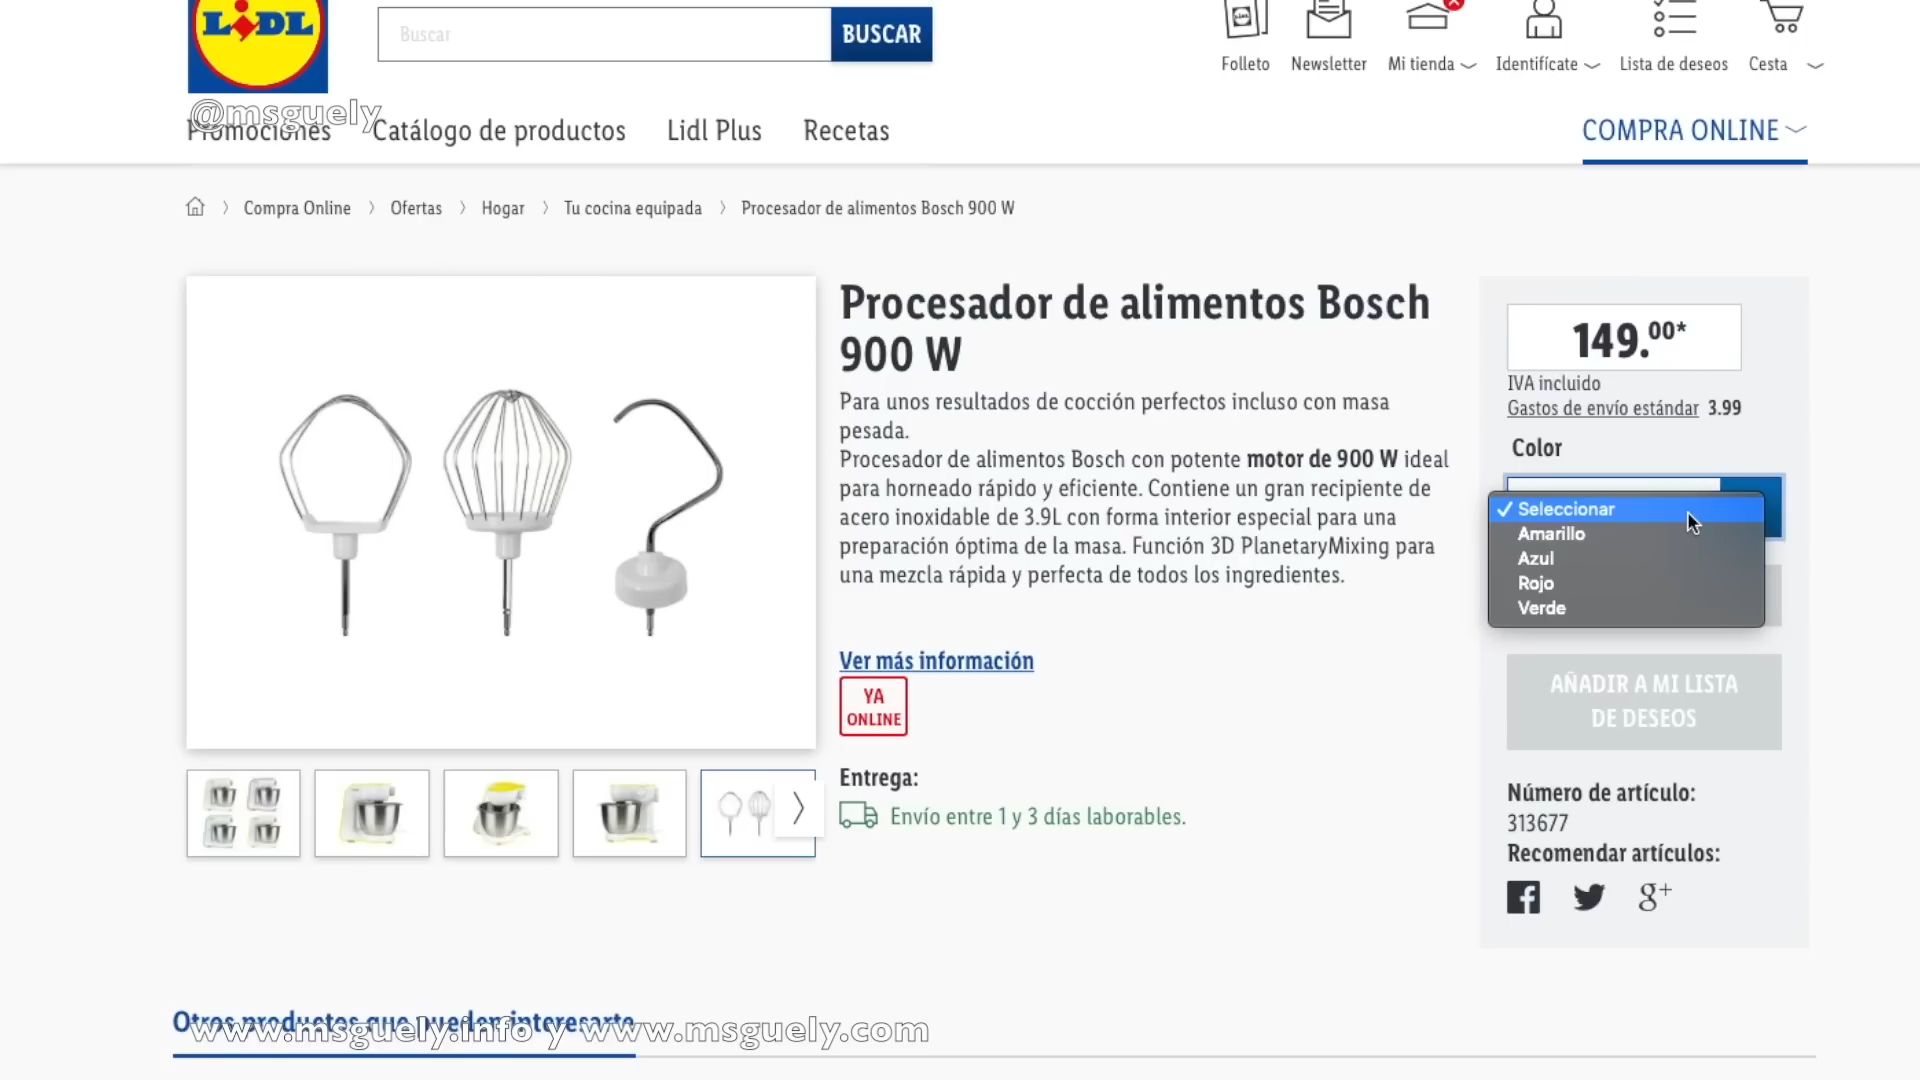 LIDL
Buscar
BUSCAR
Folleto
Newsletter
Mi tienda
Identifícate
Lista de deseos
Cesta
@msguely
Promociones
Catálogo de productos
Lidl Plus
Recetas
COMPRA ONLINE
Compra Online
Ofertas
Hogar
Tu cocina equipada
Procesador de alimentos Bosch 900 W
Procesador de alimentos Bosch
900 W
Para unos resultados de cocción perfectos incluso con masa
pesada.
Procesador de alimentos Bosch con potente motor de 900 W ideal
para horneado rápido y eficiente. Contiene un gran recipiente de
acero inoxidable de 3.9L con forma interior especial para una
preparación óptima de la masa. Función 3D PlanetaryMixing para
una mezcla rápida y perfecta de todos los ingredientes.
Ver más información
YA
ONLINE
Entrega:
Envío entre 1 y 3 días laborables.
149.00*
IVA incluido
Gastos de envío estándar 3.99
Color
✓ Seleccionar
Amarillo
Azul
Rojo
Verde
AÑADIR A MI LISTA
DE DESEOS
Número de artículo:
313677
Recomendar artículos:
g+
Otros productos que pueden interesarte
www.msguely.info y www.msguely.com